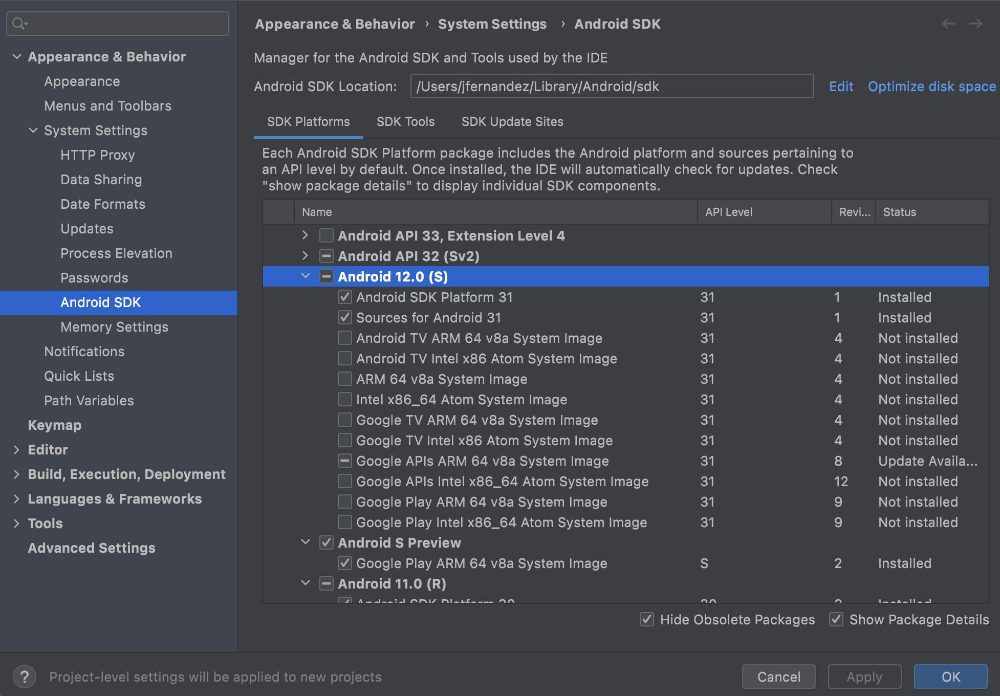 Appearance & Behavior
Appearance
Menus and Toolbars
System Settings
HTTP Proxy
Data Sharing
Date Formats
Updates
Process Elevation
Passwords
Android SDK
Memory Settings
Notifications
Quick Lists
Path Variables
Keymap
Editor
Build, Execution, Deployment
Languages & Frameworks
Tools
Advanced Settings
Appearance & Behavior › System Settings › Android SDK
Manager for the Android SDK and Tools used by the IDE
Android SDK Location: /Users/jfernandez/Library/Android/sdk Edit Optimize disk space
SDK Platforms SDK Tools SDK Update Sites
Each Android SDK Platform package includes the Android platform and sources pertaining to
an API level by default. Once installed, the IDE will automatically check for updates. Check
"show package details" to display individual SDK components.
Name API Level Revi... Status
Android API 33, Extension Level 4
Android API 32 (Sv2)
Android 12.0 (S)
Android SDK Platform 31 31 1 Installed
Sources for Android 31 31 1 Installed
Android TV ARM 64 v8a System Image 31 4 Not installed
Android TV Intel x86 Atom System Image 31 4 Not installed
ARM 64 v8a System Image 31 4 Not installed
Intel x86_64 Atom System Image 31 4 Not installed
Google TV ARM 64 v8a System Image 31 4 Not installed
Google TV Intel x86 Atom System Image 31 4 Not installed
Google APIs ARM 64 v8a System Image 31 8 Update Availa...
Google APIs Intel x86_64 Atom System Image 31 12 Not installed
Google Play ARM 64 v8a System Image 31 9 Not installed
Google Play Intel x86_64 Atom System Image 31 9 Not installed
Android S Preview
Google Play ARM 64 v8a System Image S 2 Installed
Android 11.0 (R)
Android SDK Platform 30 30 Installed
Hide Obsolete Packages Show Package Details
? Project-level settings will be applied to new projects
Cancel Apply OK